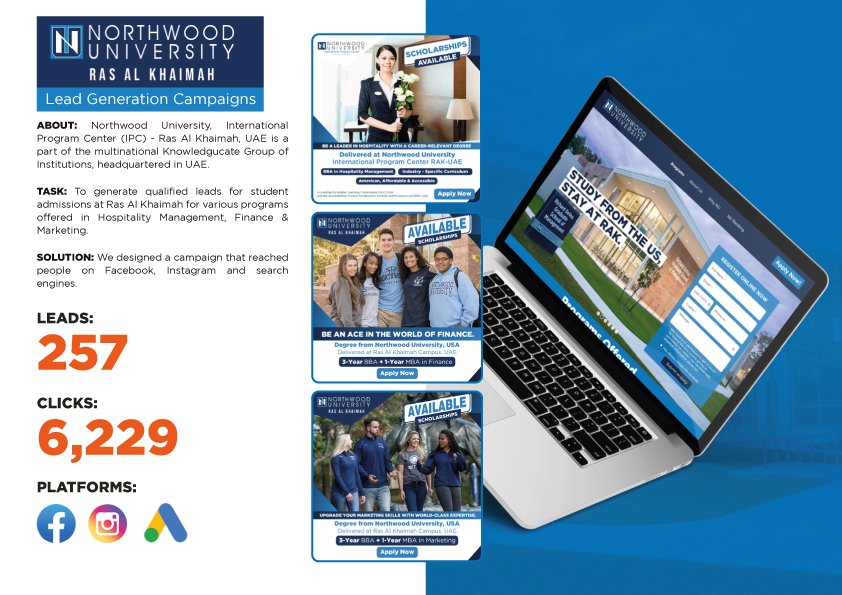 NORTHWOOD
UNIVERSITY
RAS AL KHAIMAH
Lead Generation Campaigns
ABOUT: Northwood University, International
Program Center (IPC) - Ras Al Khaimah, UAE is a
part of the multinational Knowledgucate Group of
Institutions, headquartered in UAE.
TASK: To generate qualified leads for student
admissions at Ras Al Khaimah for various programs
offered in Hospitality Management, Finance &
Marketing.
SOLUTION: We designed a campaign that reached
people on Facebook, Instagram and search
engines.
LEADS:
257
CLICKS:
6,229
PLATFORMS:
NORTHWOOD
UNIVERSITY
SCHOLARSHIPS
AVAILABLE
BE A LEADER IN HOSPITALITY WITH A CAREER-RELEVANT DEGREE
Delivered at Northwood University
International Program Center RAK-UAE
BBA in Hospitality Management
Industry - Specific Curriculum
American, Affordable & Accessible
Apply Now
NORTHWOOD
UNIVERSITY
RAS AL KHAIMAH
AVAILABLE
SCHOLARSHIPS
BE AN ACE IN THE WORLD OF FINANCE.
Degree from Northwood University, USA
Delivered at Ras Al Khaimah Campus, UAE.
3-Year BBA + 1-Year MBA in Finance
Apply Now
NORTHWOOD
UNIVERSITY
RAS AL KHAIMAH
AVAILABLE
SCHOLARSHIPS
UPGRADE YOUR MARKETING SKILLS WITH WORLD-CLASS EXPERTISE.
Degree from Northwood University, USA
Delivered at Ras Al Khaimah Campus, UAE.
3-Year BBA + 1-Year MBA in Marketing
Apply Now
NORTHWOOD
UNIVERSITY
Programs
About Us
Why NU
Apply Now!
STUDY FROM THE US,
STAY AT RAK.
REGISTER ONLINE NOW
Programs Offered